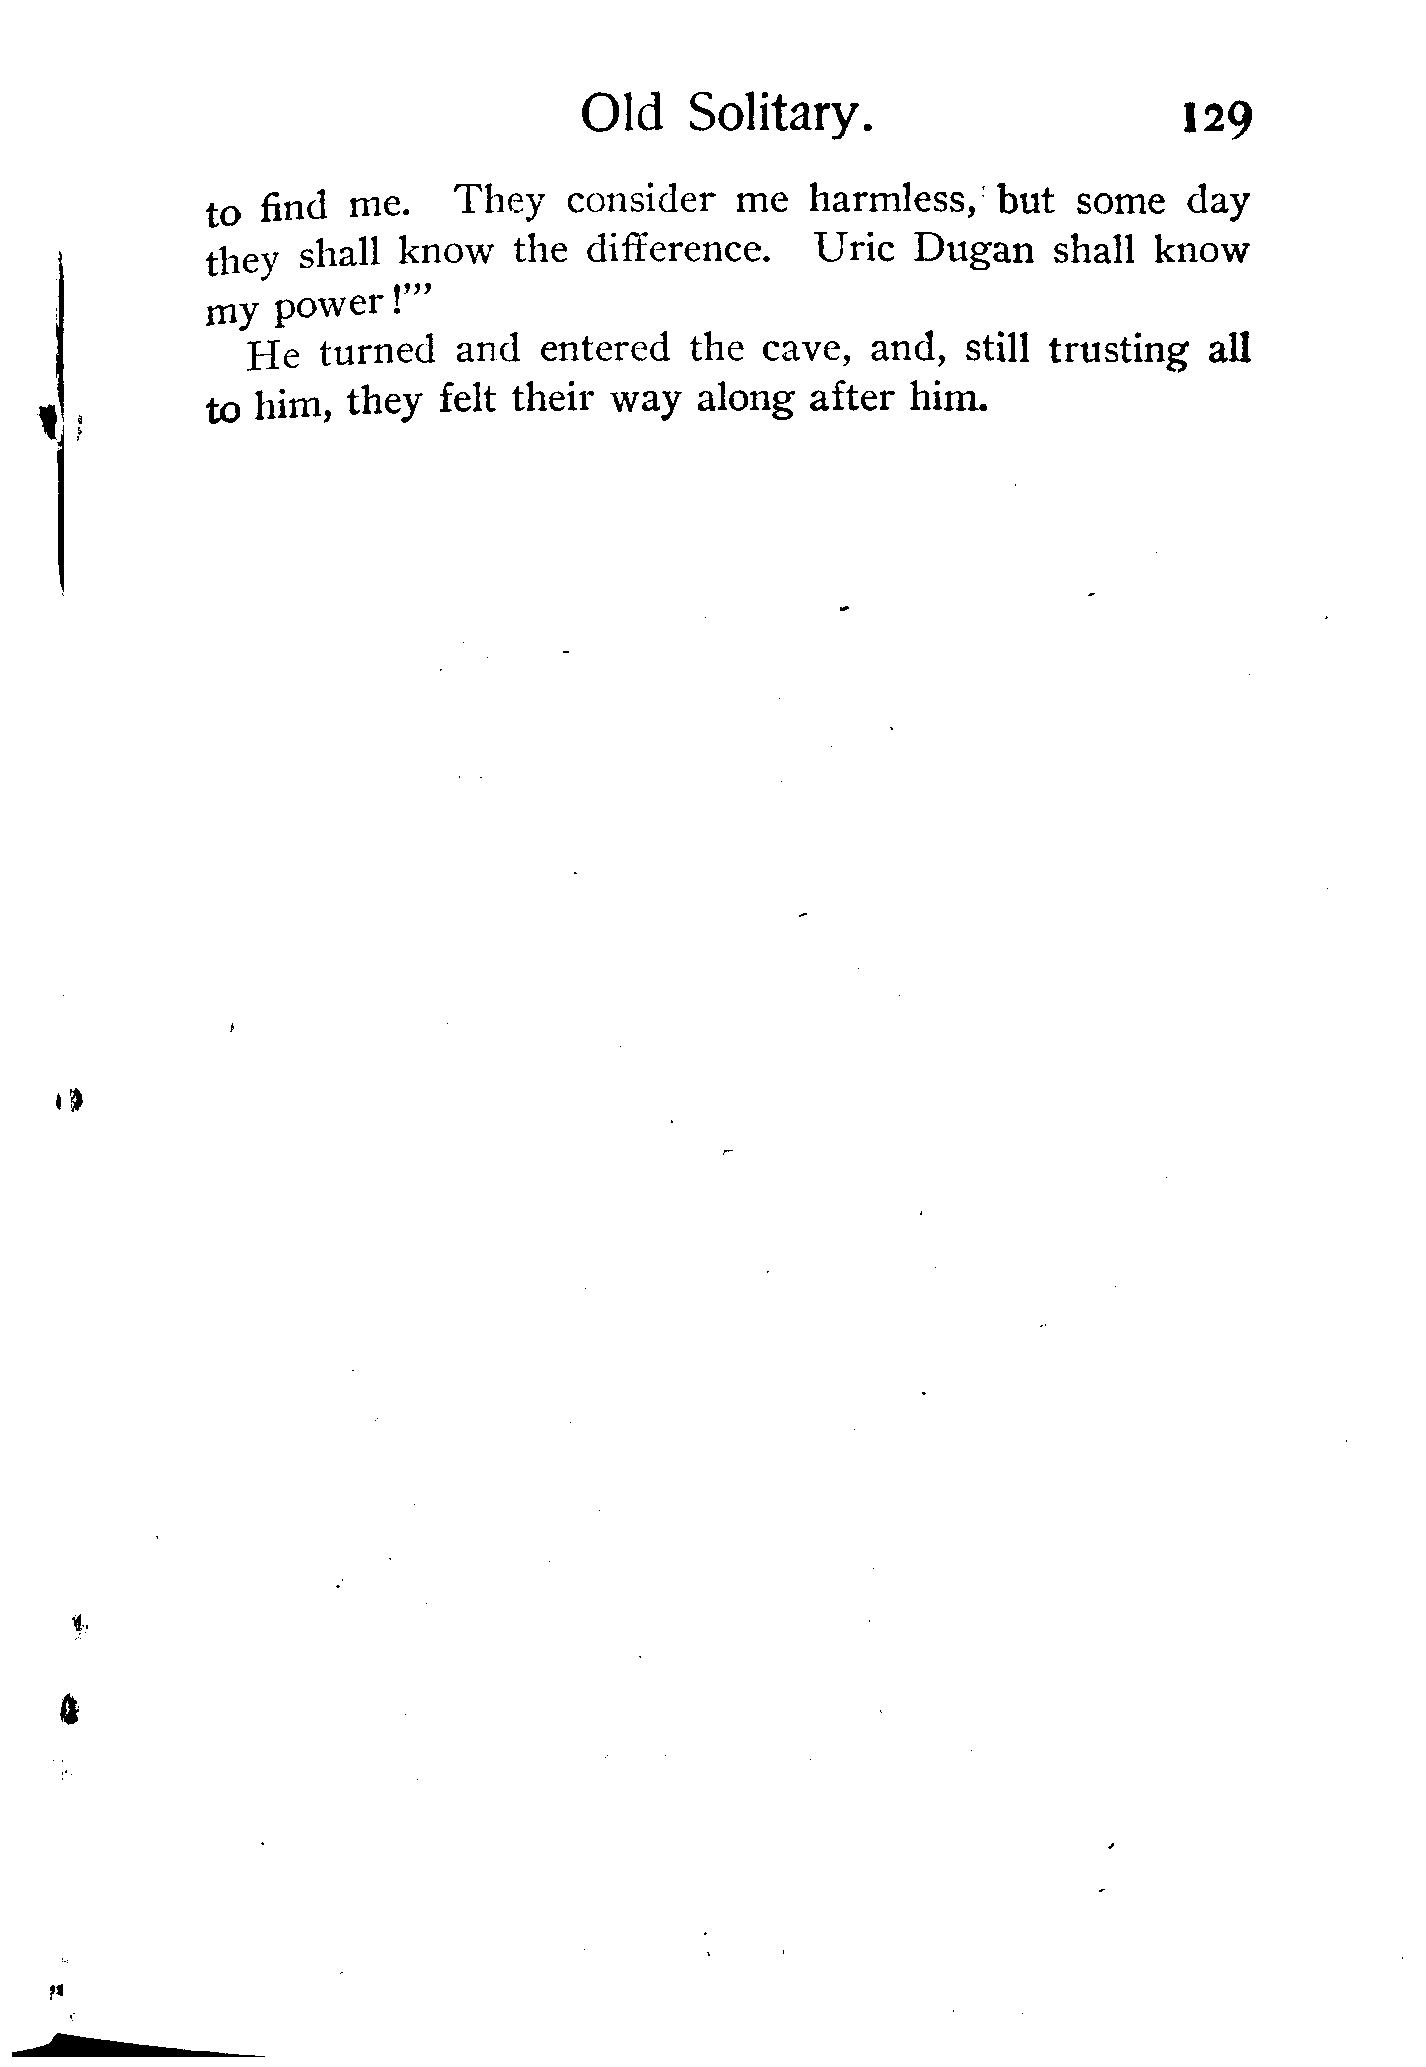 Old Solitary. 129
to find me. They consider me harmless, but some day
they shall know the difference. Uric Dugan shall know
my power!'"
He turned and entered the cave, and, still trusting all
to him, they felt their way along after him.